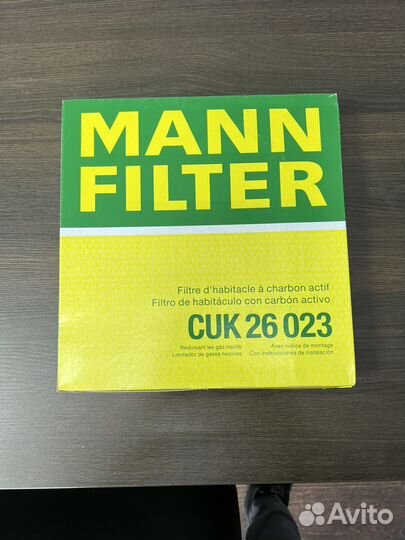 MANN
FILTER
Filtre d'habitacle à charbon actif
Filtro de habitáculo con carbón activo
CUK 26 023
Réduisant les gaz nocifs
Limitador de gases nocivos
Avec notice de montage
Con instrucciones de instalación
Avito